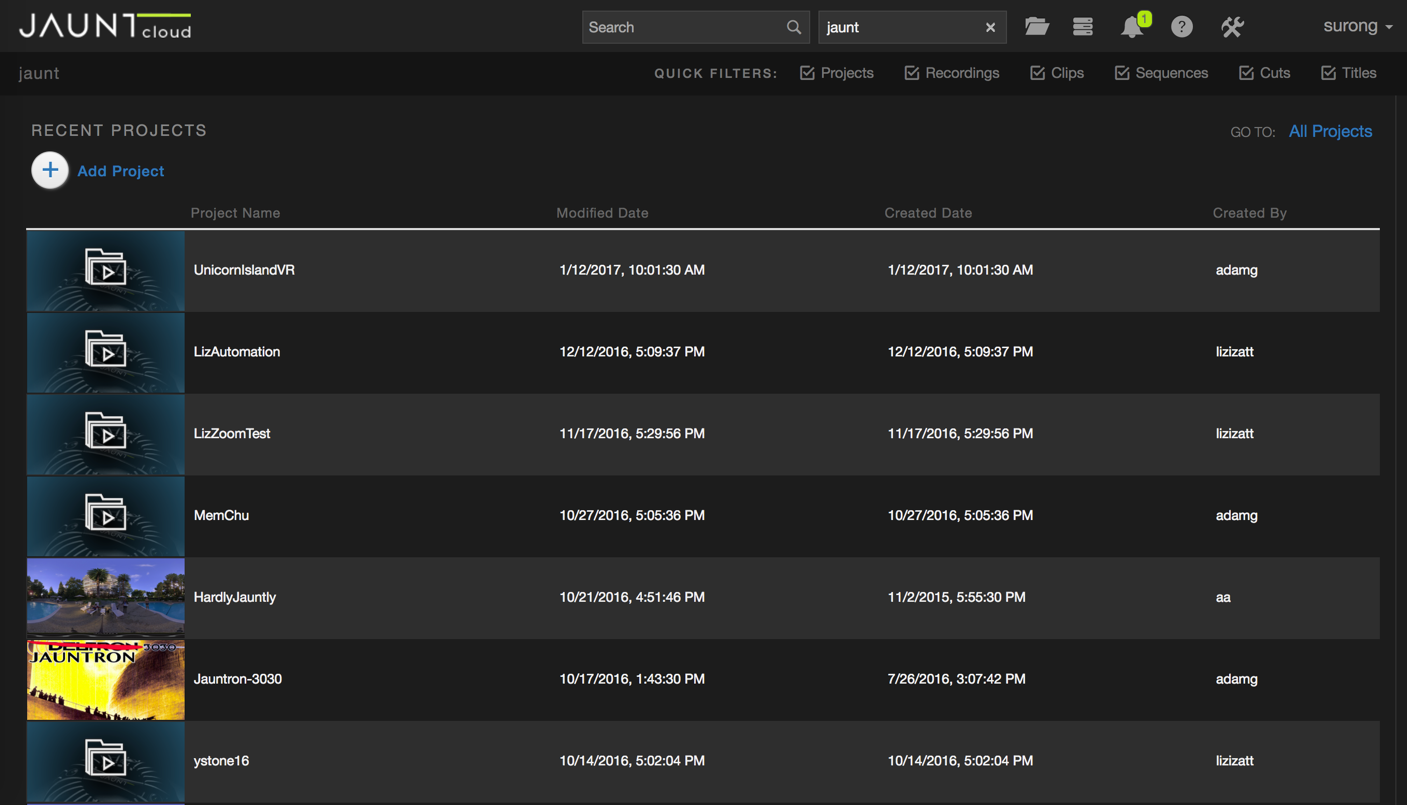 JAUNT cloud
Search
jaunt
1
?
surong
jaunt
QUICK FILTERS: Projects Recordings Clips Sequences Cuts Titles
RECENT PROJECTS
GO TO: All Projects
Add Project
Project Name Modified Date Created Date Created By
UnicornIslandVR 1/12/2017, 10:01:30 AM 1/12/2017, 10:01:30 AM adamg
LizAutomation 12/12/2016, 5:09:37 PM 12/12/2016, 5:09:37 PM lizizatt
LizZoomTest 11/17/2016, 5:29:56 PM 11/17/2016, 5:29:56 PM lizizatt
MemChu 10/27/2016, 5:05:36 PM 10/27/2016, 5:05:36 PM adamg
HardlyJauntly 10/21/2016, 4:51:46 PM 11/2/2015, 5:55:30 PM aa
DELTRON 3030
JAUNTRON
Jauntron-3030 10/17/2016, 1:43:30 PM 7/26/2016, 3:07:42 PM adamg
ystone16 10/14/2016, 5:02:04 PM 10/14/2016, 5:02:04 PM lizizatt